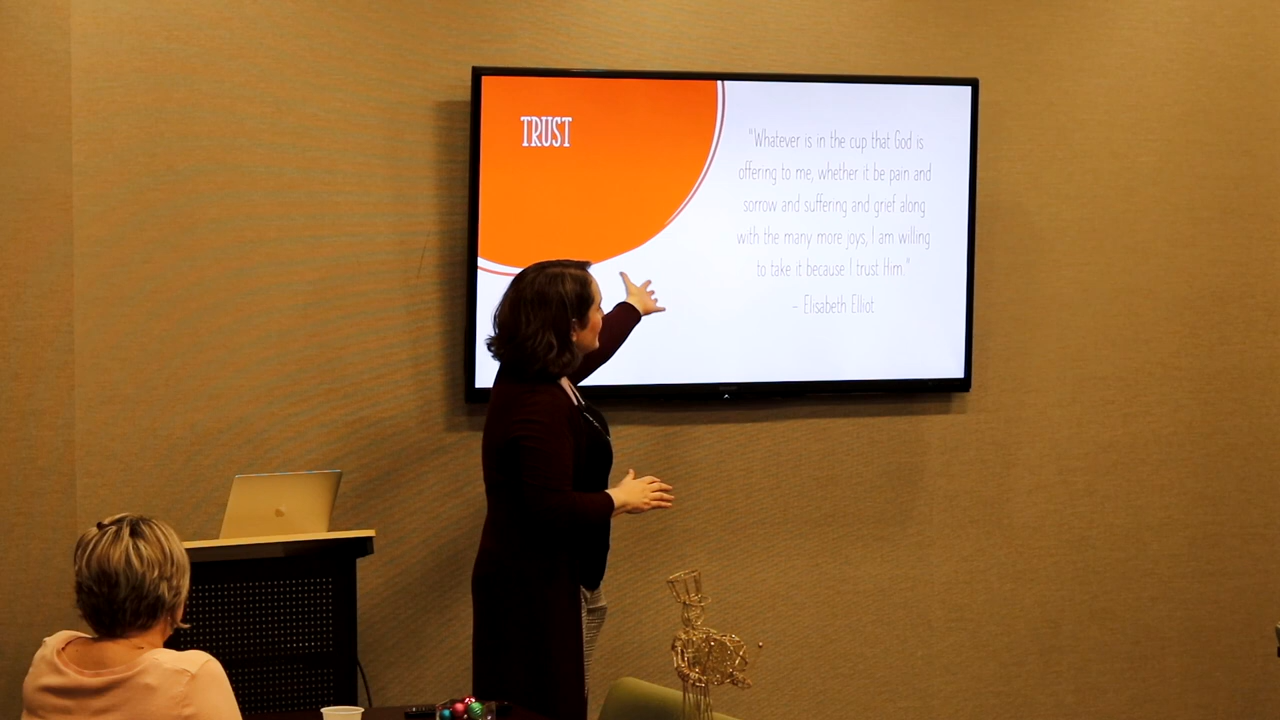 TRUST
"Whatever is in the cup that God is
offering to me, whether it be pain and
sorrow and suffering and grief along
with the many more joys, I am willing
to take it because I trust Him."
– Elisabeth Elliot